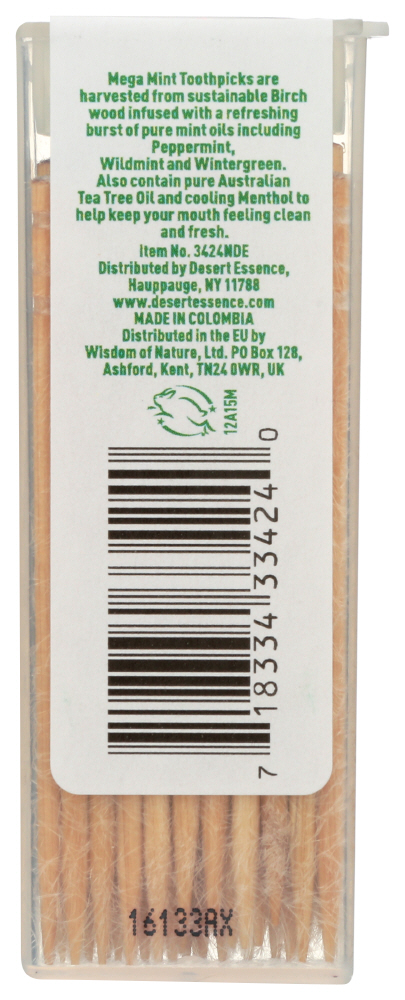 Mega Mint Toothpicks are
harvested from sustainable Birch
wood infused with a refreshing
burst of pure mint oils including
Peppermint,
Wildmint and Wintergreen.
Also contain pure Australian
Tea Tree Oil and cooling Menthol to
help keep your mouth feeling clean
and fresh.
Item No. 3424NDE
Distributed by Desert Essence,
Hauppauge, NY 11788
www.desertessence.com
MADE IN COLOMBIA
Distributed in the EU by
Wisdom of Nature, Ltd. PO Box 128,
Ashford, Kent, TN24 0WR, UK
12A15M
7 18334 33424 0
16133AX